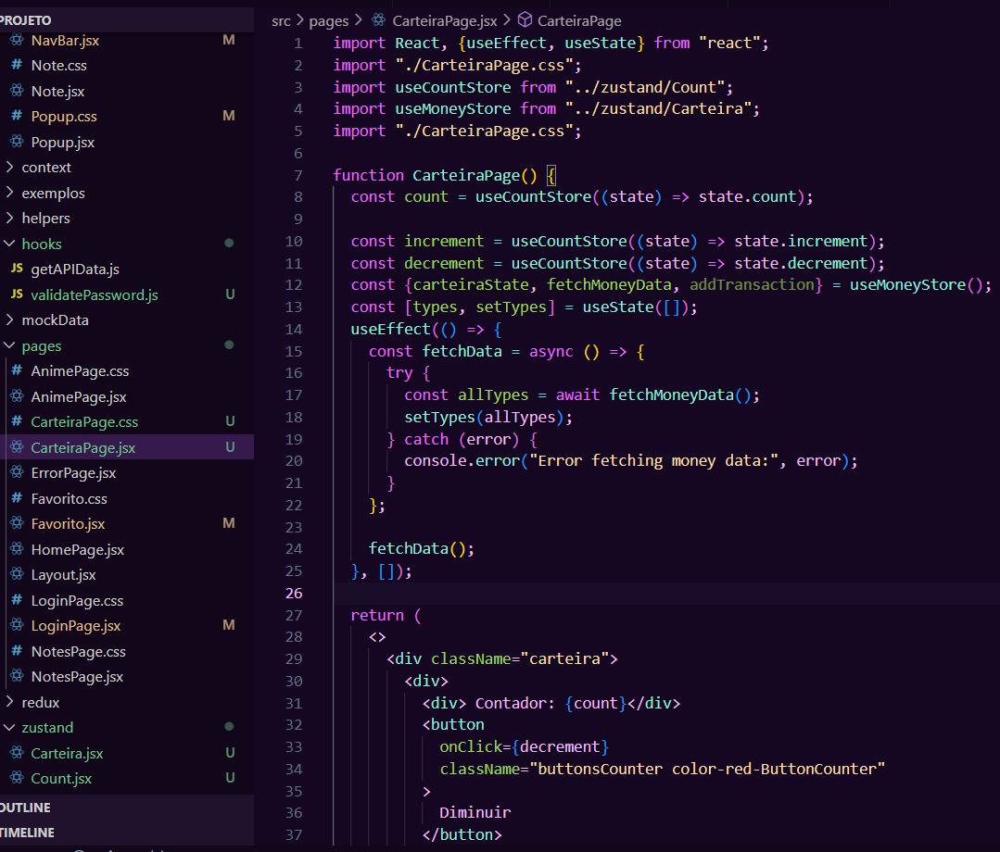 PROJETO
NavBar.jsx M
Note.css
Note.jsx
Popup.css M
Popup.jsx
context
exemplos
helpers
hooks
JS getAPIData.js
JS validatePassword.js U
mockData
pages
AnimePage.css
AnimePage.jsx
CarteiraPage.css U
CarteiraPage.jsx U
ErrorPage.jsx
Favorito.css
Favorito.jsx M
HomePage.jsx
Layout.jsx
LoginPage.css
LoginPage.jsx M
NotesPage.css
NotesPage.jsx
redux
zustand
Carteira.jsx U
Count.jsx U
OUTLINE
TIMELINE
src > pages > CarteiraPage.jsx > CarteiraPage
1 import React, {useEffect, useState} from "react";
2 import "./CarteiraPage.css";
3 import useCountStore from "../zustand/Count";
4 import useMoneyStore from "../zustand/Carteira";
5 import "./CarteiraPage.css";
6
7 function CarteiraPage() {
8 const count = useCountStore((state) => state.count);
9
10 const increment = useCountStore((state) => state.increment);
11 const decrement = useCountStore((state) => state.decrement);
12 const {carteiraState, fetchMoneyData, addTransaction} = useMoneyStore();
13 const [types, setTypes] = useState([]);
14 useEffect(() => {
15 const fetchData = async () => {
16 try {
17 const allTypes = await fetchMoneyData();
18 setTypes(allTypes);
19 } catch (error) {
20 console.error("Error fetching money data:", error);
21 }
22 };
23
24 fetchData();
25 }, []);
26
27 return (
28 <>
29 <div className="carteira">
30 <div>
31 <div> Contador: {count}</div>
32 <button
33 onClick={decrement}
34 className="buttonsCounter color-red-ButtonCounter"
35 >
36 Diminuir
37 </button>